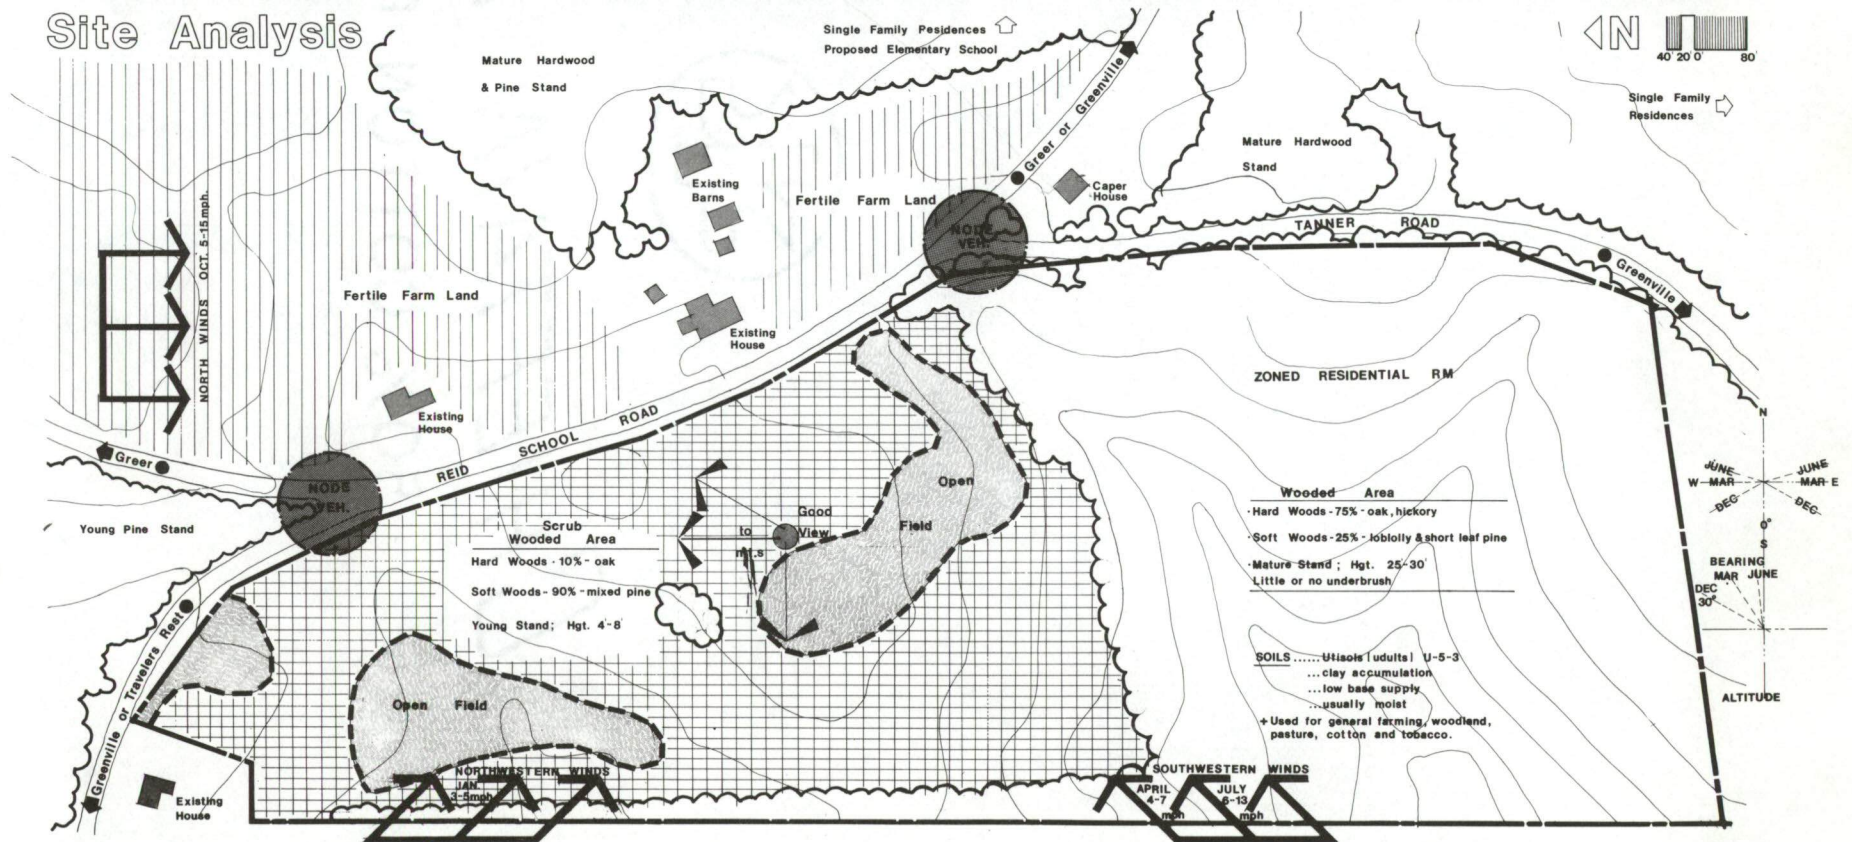 Site Analysis
Mature Hardwood
& Pine Stand
Single Family Pesidences
Proposed Elementary School
N
40' 20' 0' 80'
Single Family
Residences
Greer or Greenville
Mature Hardwood
Stand
Existing
Barns
Fertile Farm Land
Caper
House
NODE
VEH.
TANNER ROAD
Greenville
NORTH WINDS OCT. 5-15 mph.
Fertile Farm Land
Existing
House
Existing
House
REID SCHOOL ROAD
ZONED RESIDENTIAL RM
Greer
NODE
VEH.
Young Pine Stand
Scrub
Wooded Area
Hard Woods - 10% - oak
Soft Woods - 90% - mixed pine
Young Stand; Hgt. 4'-8'
Good
View
to
mt.s
Open
Field
Wooded Area
·Hard Woods - 75% - oak, hickory
·Soft Woods - 25% - loblolly & short leaf pine
·Mature Stand ; Hgt. 25'-30'
Little or no underbrush
N
JUNE JUNE
W MAR MAR E
DEC DEC
0°
S
BEARING
MAR JUNE
DEC
30°
ALTITUDE
SOILS ...... Utisols |udults| U-5-3
...clay accumulation
...low base supply
...usually moist
+Used for general farming, woodland,
pasture, cotton and tobacco.
Greenville or Travelers Rest
Open Field
Existing
House
NORTHWESTERN WINDS
JAN.
3-5mph
SOUTHWESTERN WINDS
APRIL JULY
4-7 6-13
mph mph